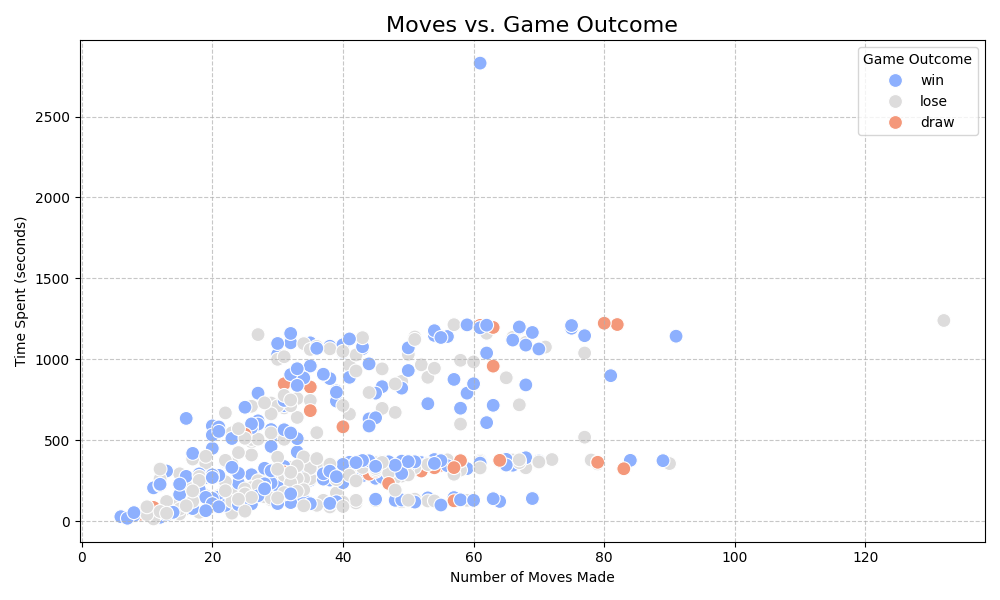 Moves vs. Game Outcome
Game Outcome
win
lose
draw
Time Spent (seconds)
2500
2000
1500
1000
500
0
0 20 40 60 80 100 120
Number of Moves Made